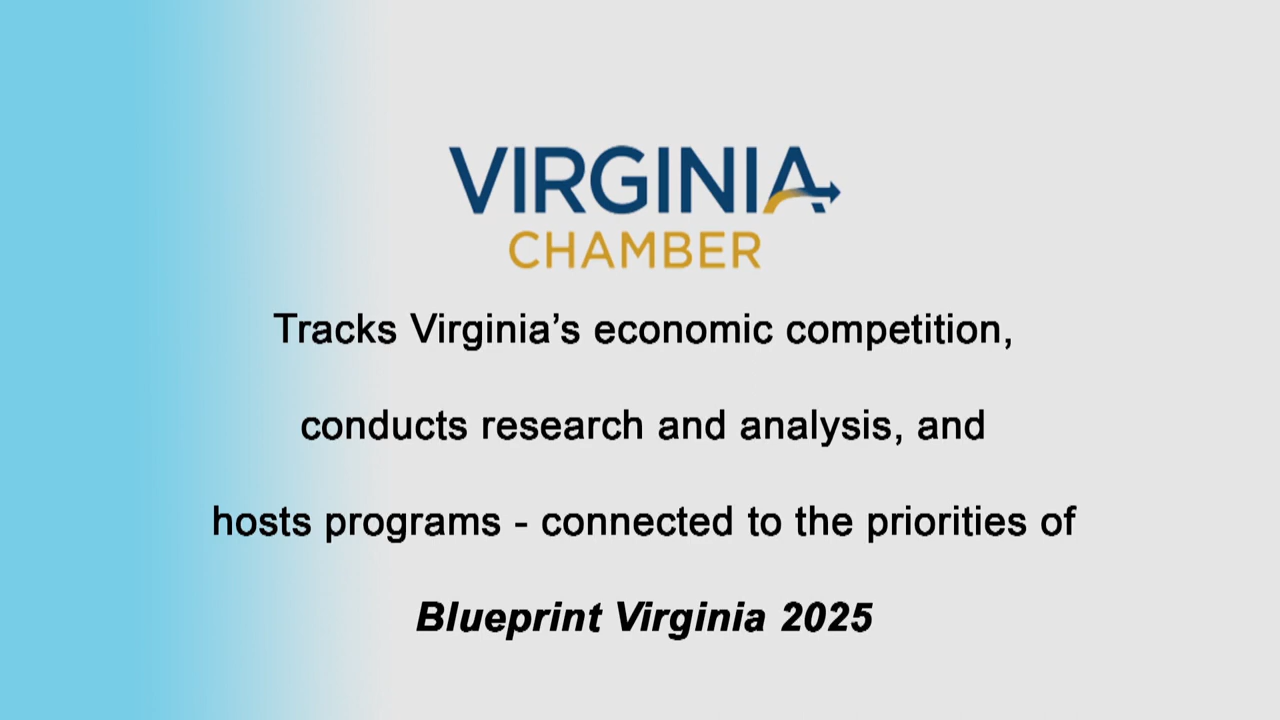 VIRGINIA
CHAMBER
Tracks Virginia’s economic competition,
conducts research and analysis, and
hosts programs - connected to the priorities of
Blueprint Virginia 2025